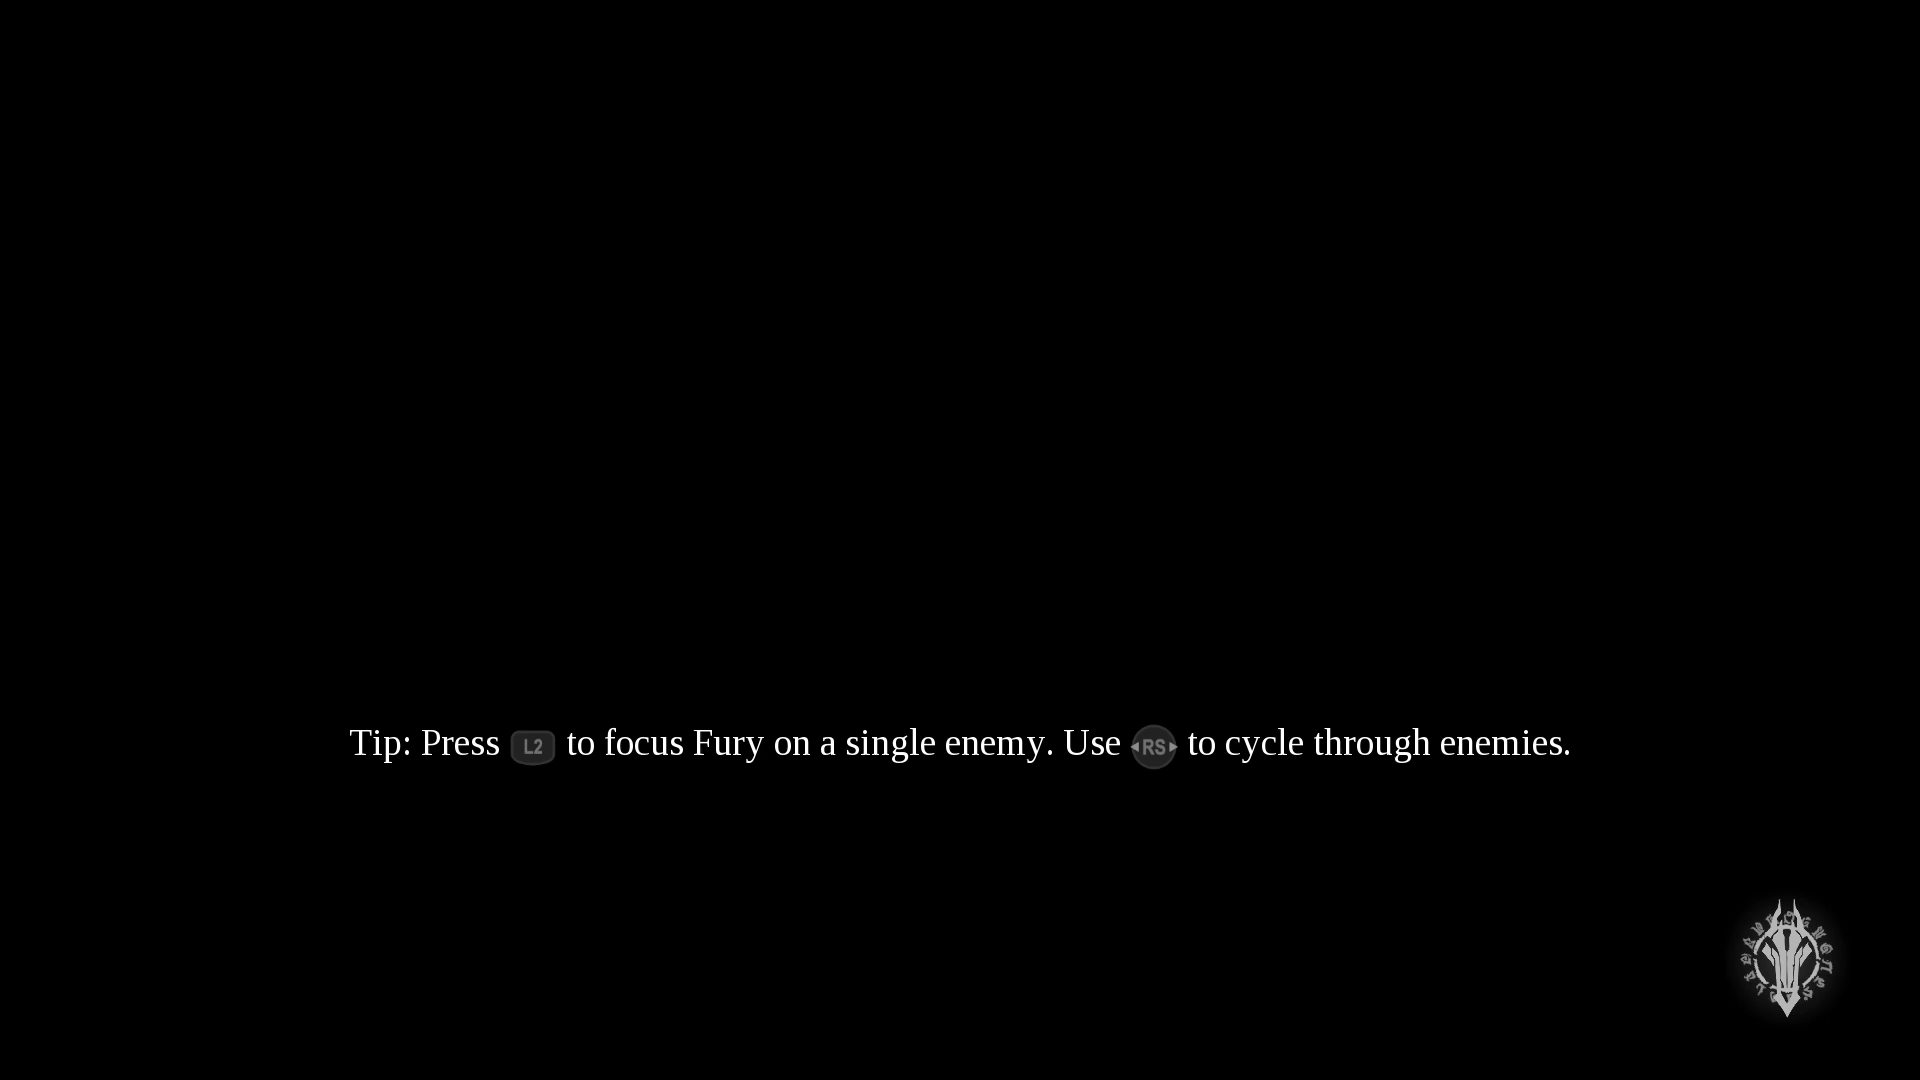 Tip: Press L2 to focus Fury on a single enemy. Use RS to cycle through enemies.